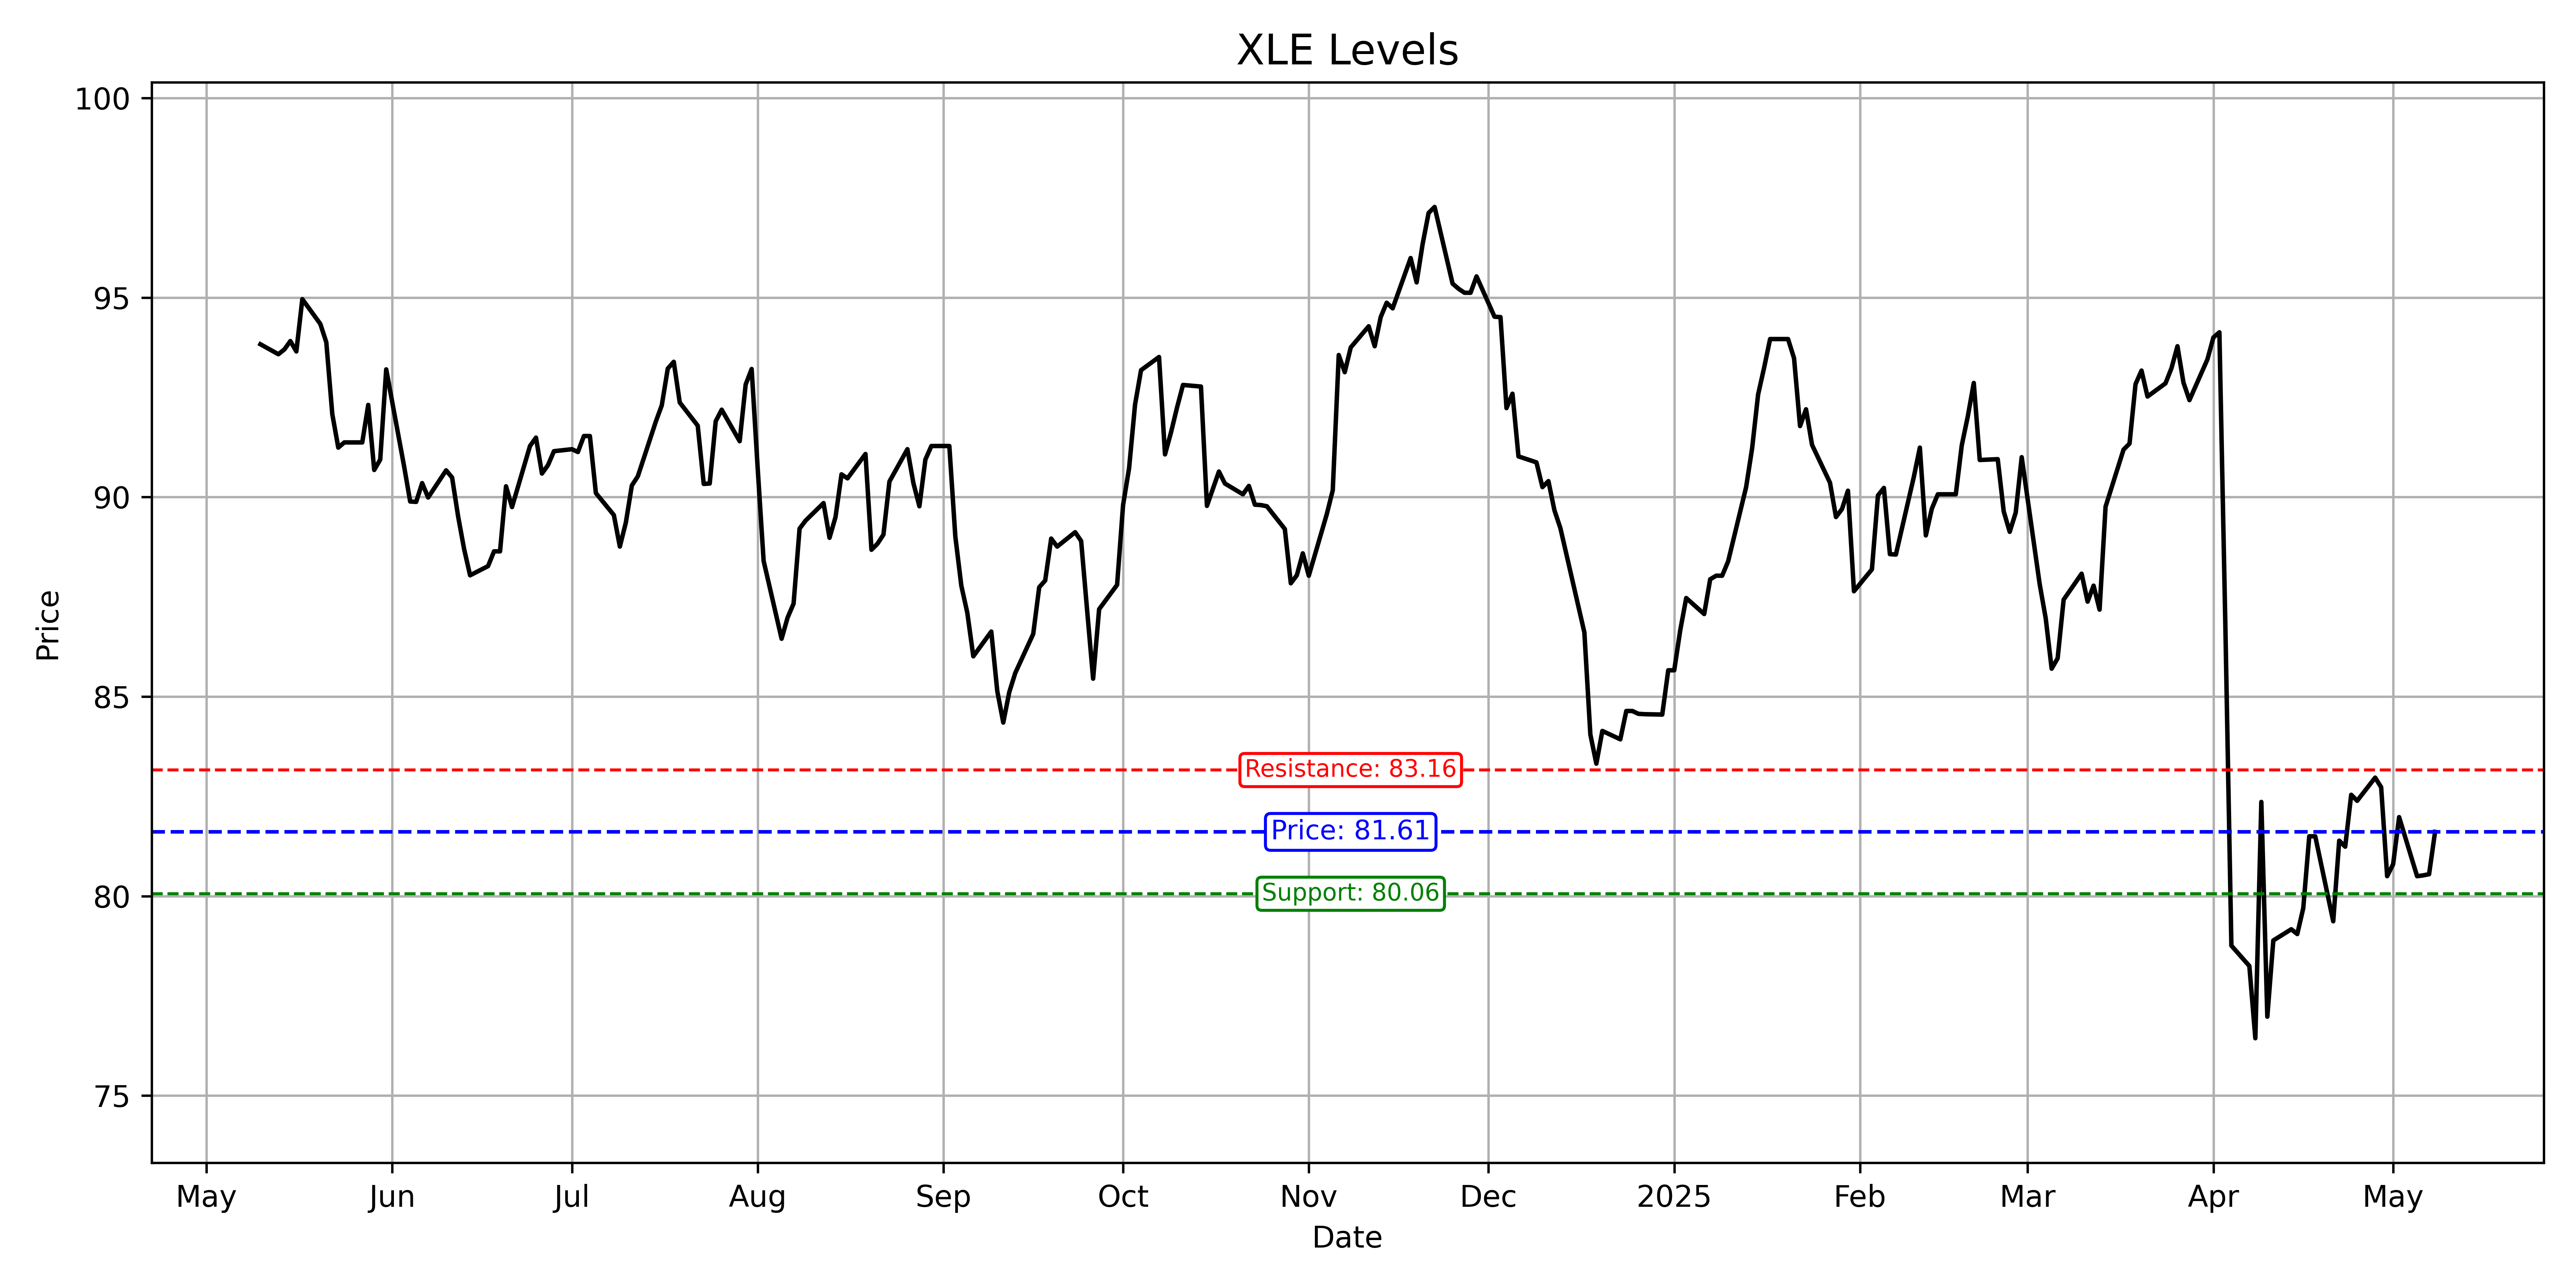 XLE Levels
100
95
90
85
80
75
Price
Resistance: 83.16
Price: 81.61
Support: 80.06
May Jun Jul Aug Sep Oct Nov Dec 2025 Feb Mar Apr May
Date